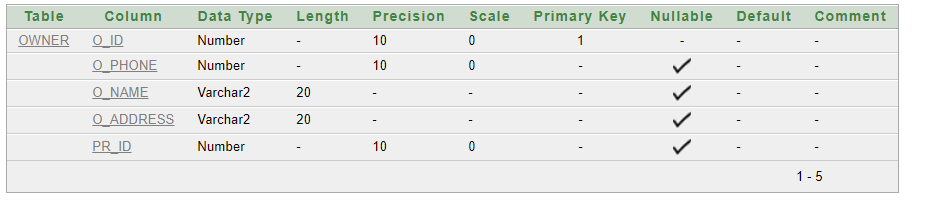 Table Column Data Type Length Precision Scale Primary Key Nullable Default Comment
OWNER O_ID Number - 10 0 1 - - -
O_PHONE Number - 10 0 - ✓ - -
O_NAME Varchar2 20 - - - ✓ - -
O_ADDRESS Varchar2 20 - - - ✓ - -
PR_ID Number - 10 0 - ✓ - -
1 - 5